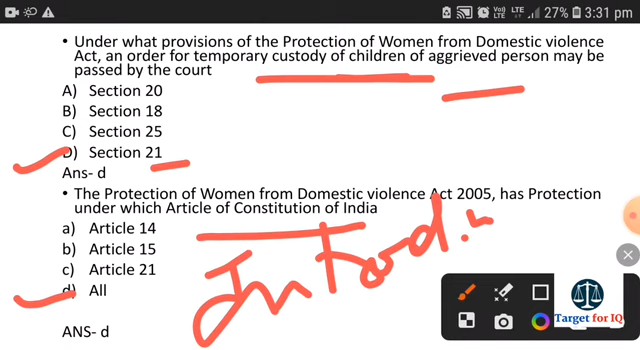 Vo) LTE
LTE 27% 3:31 pm
• Under what provisions of the Protection of Women from Domestic violence
Act, an order for temporary custody of children of aggrieved person may be
passed by the court
A) Section 20
B) Section 18
C) Section 25
D) Section 21
Ans- d
• The Protection of Women from Domestic violence Act 2005, has Protection
under which Article of Constitution of India
a) Article 14
b) Article 15
c) Article 21
d) All
ANS- d
Target for IQ